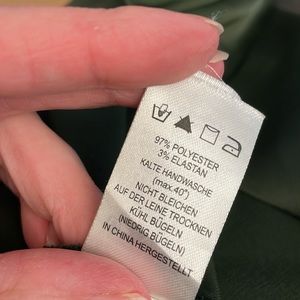 97% POLYESTER
3% ELASTAN
KALTE HANDWÄSCHE
(max.40°)
NICHT BLEICHEN
AUF DER LEINE TROCKNEN
KÜHL BÜGELN
(NIEDRIG BÜGELN)
IN CHINA HERGESTELLT